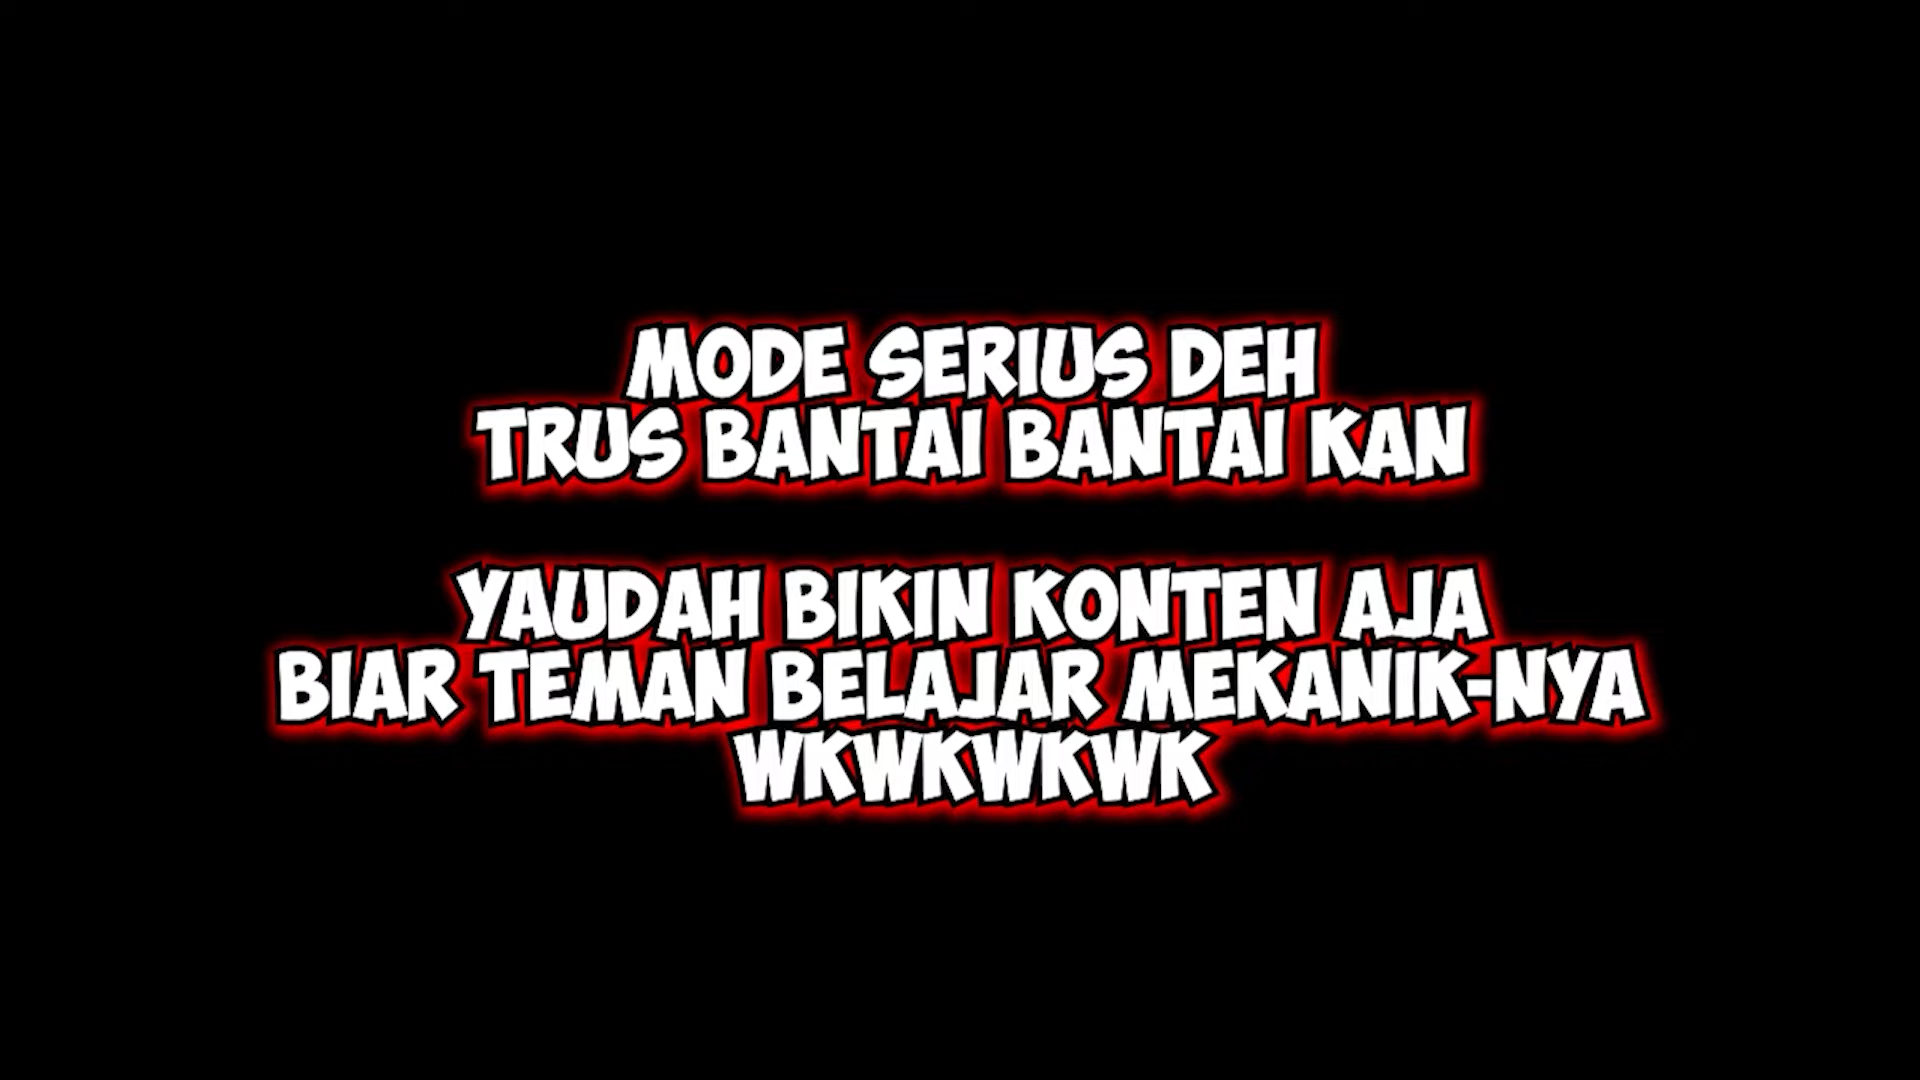 MODE SERIUS DEH
TRUS BANTAI BANTAI KAN
YAUDAH BIKIN KONTEN AJA
BIAR TEMAN BELAJAR MEKANIK-NYA
WKWKWKWK